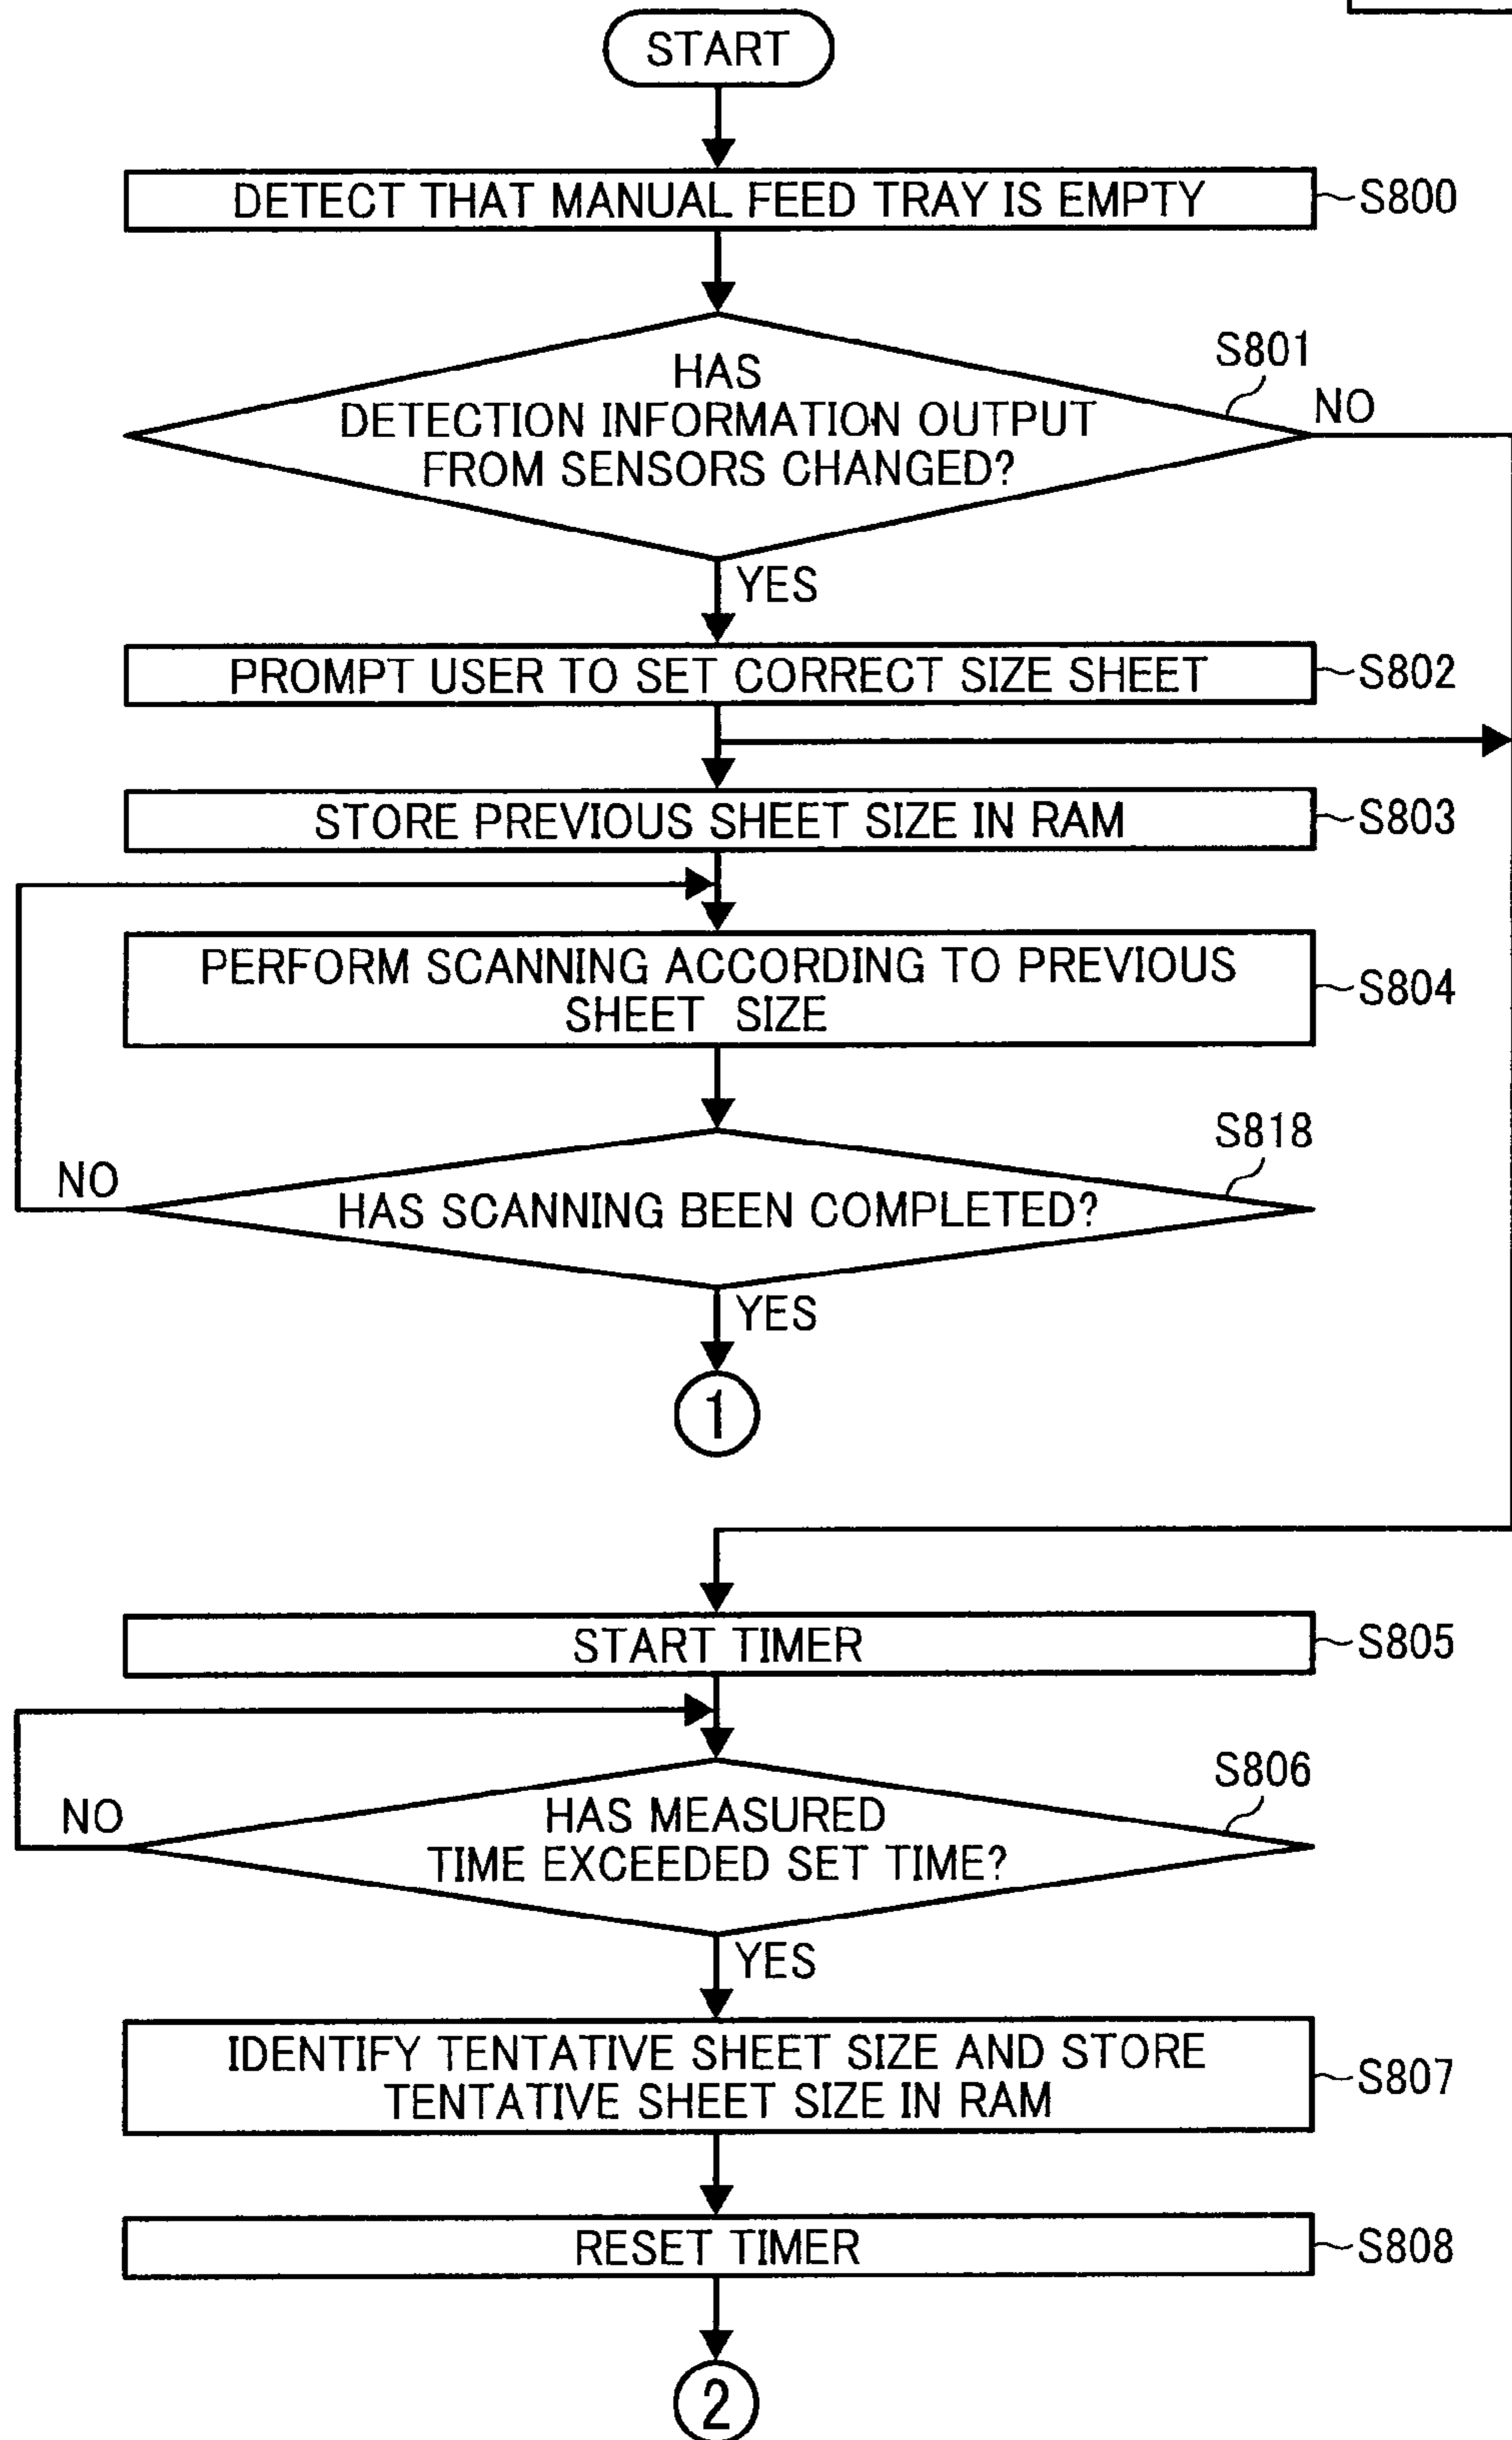 START
DETECT THAT MANUAL FEED TRAY IS EMPTY
S800
S801
HAS
DETECTION INFORMATION OUTPUT
FROM SENSORS CHANGED?
NO
YES
PROMPT USER TO SET CORRECT SIZE SHEET
S802
STORE PREVIOUS SHEET SIZE IN RAM
S803
PERFORM SCANNING ACCORDING TO PREVIOUS
SHEET SIZE
S804
S818
NO
HAS SCANNING BEEN COMPLETED?
YES
1
START TIMER
S805
S806
NO
HAS MEASURED
TIME EXCEEDED SET TIME?
YES
IDENTIFY TENTATIVE SHEET SIZE AND STORE
TENTATIVE SHEET SIZE IN RAM
S807
RESET TIMER
S808
2